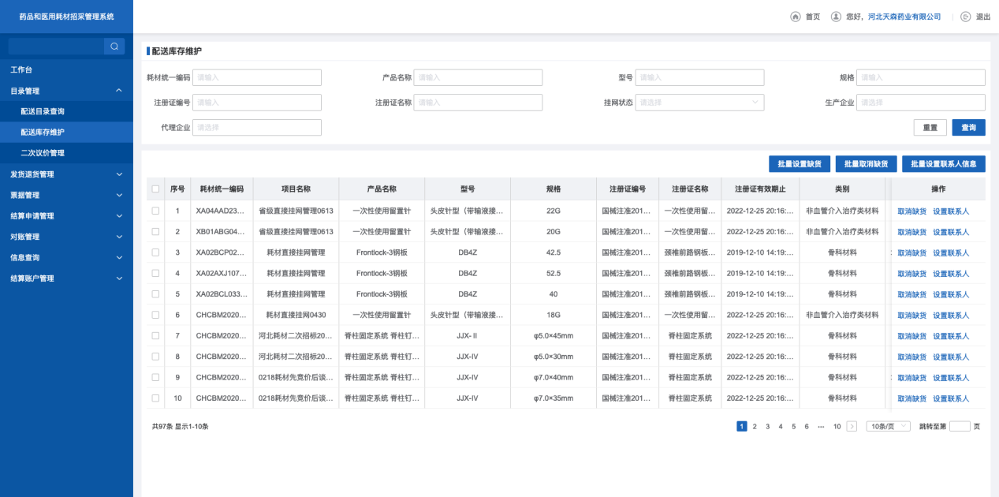 药品和医用耗材招采管理系统
首页 您好, 河北天森药业有限公司 退出
工作台
目录管理
配送目录查询
配送库存维护
二次议价管理
发货退货管理
票据管理
结算申请管理
对账管理
信息查询
结算账户管理
配送库存维护
耗材统一编码 请输入 产品名称 请输入 型号 请输入 规格 请输入
注册证编号 请输入 注册证名称 请输入 挂网状态 请选择 生产企业 请选择
代理企业 请选择 重置 查询
批量设置缺货 批量取消缺货 批量设置联系人信息
序号 耗材统一编码 项目名称 产品名称 型号 规格 注册证编号 注册证名称 注册证有效期止 类别 操作
1 XA04AAD23... 省级直接挂网管理0613 一次性使用留置针 头皮针型（带输液接... 22G 国械注准201... 一次性使用留... 2022-12-25 20:16:... 非血管介入治疗类材料 取消缺货 设置联系人
2 XB01ABG04... 省级直接挂网管理0613 一次性使用留置针 头皮针型（带输液接... 20G 国械注准201... 一次性使用留... 2022-12-25 20:16:... 非血管介入治疗类材料 取消缺货 设置联系人
3 XA02BCP02... 耗材直接挂网管理 Frontlock-3钢板 DB4Z 42.5 国械注准201... 颈椎前路钢板... 2019-12-10 14:19:... 骨科材料 取消缺货 设置联系人
4 XA02AXJ107... 耗材直接挂网管理 Frontlock-3钢板 DB4Z 52.5 国械注准201... 颈椎前路钢板... 2019-12-10 14:19:... 骨科材料 取消缺货 设置联系人
5 XA02BCL033... 耗材直接挂网管理 Frontlock-3钢板 DB4Z 40 国械注准201... 颈椎前路钢板... 2019-12-10 14:19:... 骨科材料 取消缺货 设置联系人
6 CHCBM2020... 耗材直接挂网0430 一次性使用留置针 头皮针型（带输液接... 18G 国械注准201... 一次性使用留... 2022-12-25 20:16:... 非血管介入治疗类材料 取消缺货 设置联系人
7 CHCBM2020... 河北耗材二次招标20... 脊柱固定系统 脊柱钉... JJX-Ⅱ φ5.0×45mm 国械注准201... 脊柱固定系统 2022-12-25 20:16:... 骨科材料 取消缺货 设置联系人
8 CHCBM2020... 河北耗材二次招标20... 脊柱固定系统 脊柱钉... JJX-IV φ5.0×30mm 国械注准201... 脊柱固定系统 2022-12-25 20:16:... 骨科材料 取消缺货 设置联系人
9 CHCBM2020... 0218耗材先竞价后谈... 脊柱固定系统 脊柱钉... JJX-IV φ7.0×40mm 国械注准201... 脊柱固定系统 2022-12-25 20:16:... 骨科材料 取消缺货 设置联系人
10 CHCBM2020... 0218耗材先竞价后谈... 脊柱固定系统 脊柱钉... JJX-IV φ7.0×35mm 国械注准201... 脊柱固定系统 2022-12-25 20:16:... 骨科材料 取消缺货 设置联系人
共97条 显示1-10条 1 2 3 4 5 6 ··· 10 10条/页 跳转至第 页